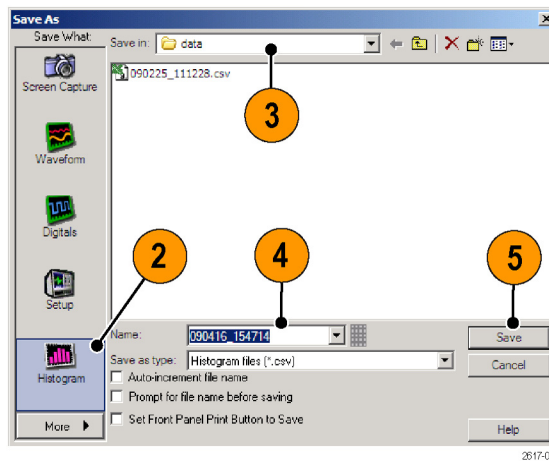 Save As
Save What:
Save in: data
Screen Capture
090225_111228.csv
3
Waveform
Digitals
2
4
5
Setup
Name: 090416_154714
Save
Save as type: Histogram files (*.csv)
Cancel
Histogram
Auto-increment file name
Prompt for file name before saving
Set Front Panel Print Button to Save
More
Help